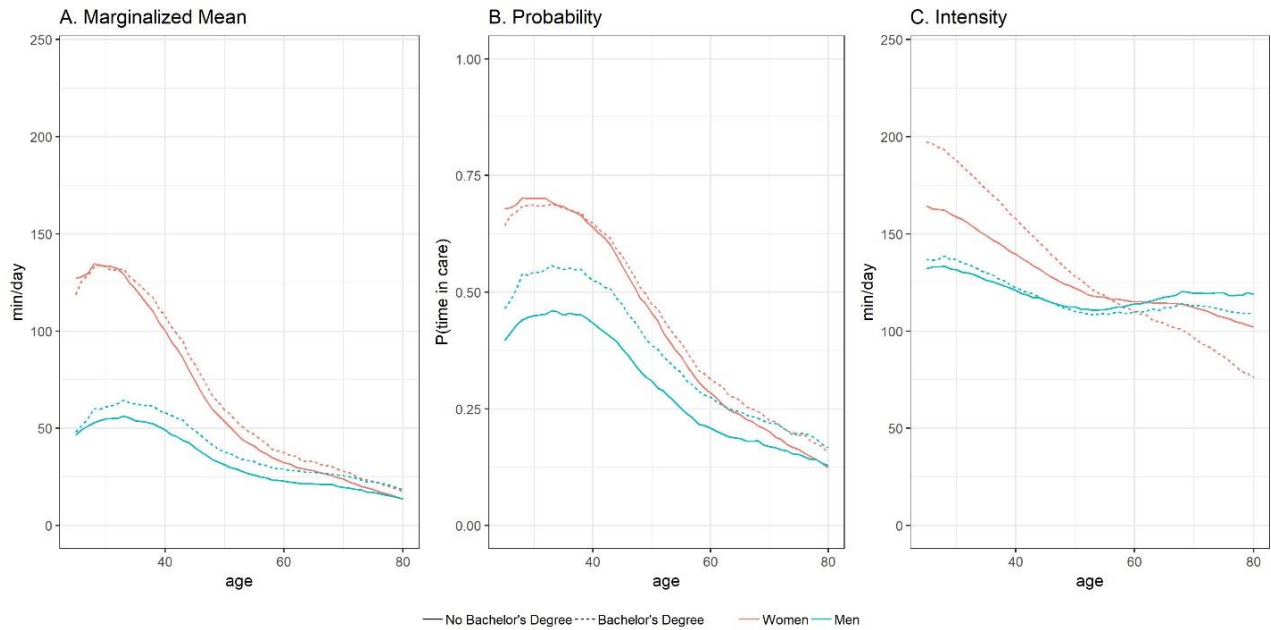 A. Marginalized Mean
250
200
150
100
50
0
min/day
40
60
80
age
B. Probability
1.00
0.75
0.50
0.25
0.00
P(time in care)
40
60
80
age
C. Intensity
250
200
150
100
50
0
min/day
40
60
80
age
No Bachelor's Degree Bachelor's Degree Women Men